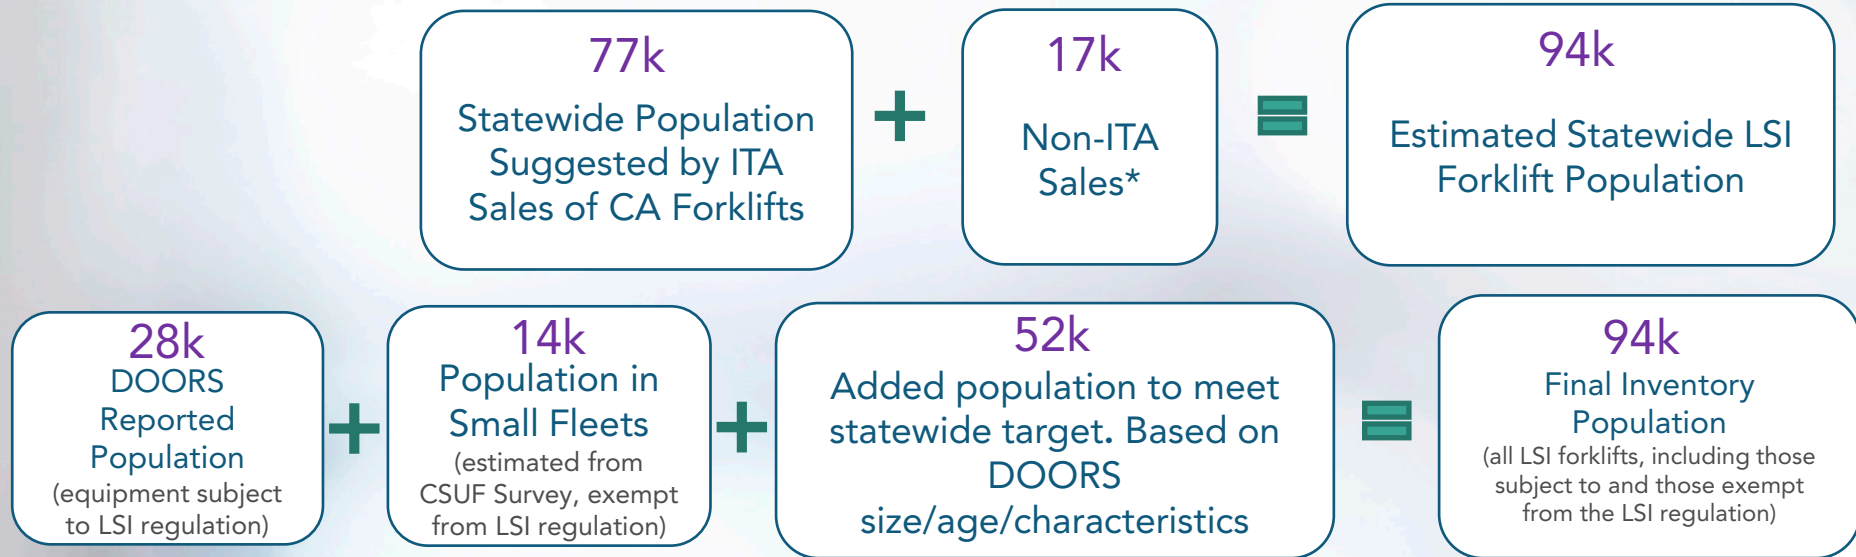 77k
Statewide Population
Suggested by ITA
Sales of CA Forklifts
+
17k
Non-ITA
Sales*
=
94k
Estimated Statewide LSI
Forklift Population
28k
DOORS
Reported
Population
(equipment subject
to LSI regulation)
+
14k
Population in
Small Fleets
(estimated from
CSUF Survey, exempt
from LSI regulation)
+
52k
Added population to meet
statewide target. Based on
DOORS
size/age/characteristics
=
94k
Final Inventory
Population
(all LSI forklifts, including those
subject to and those exempt
from the LSI regulation)